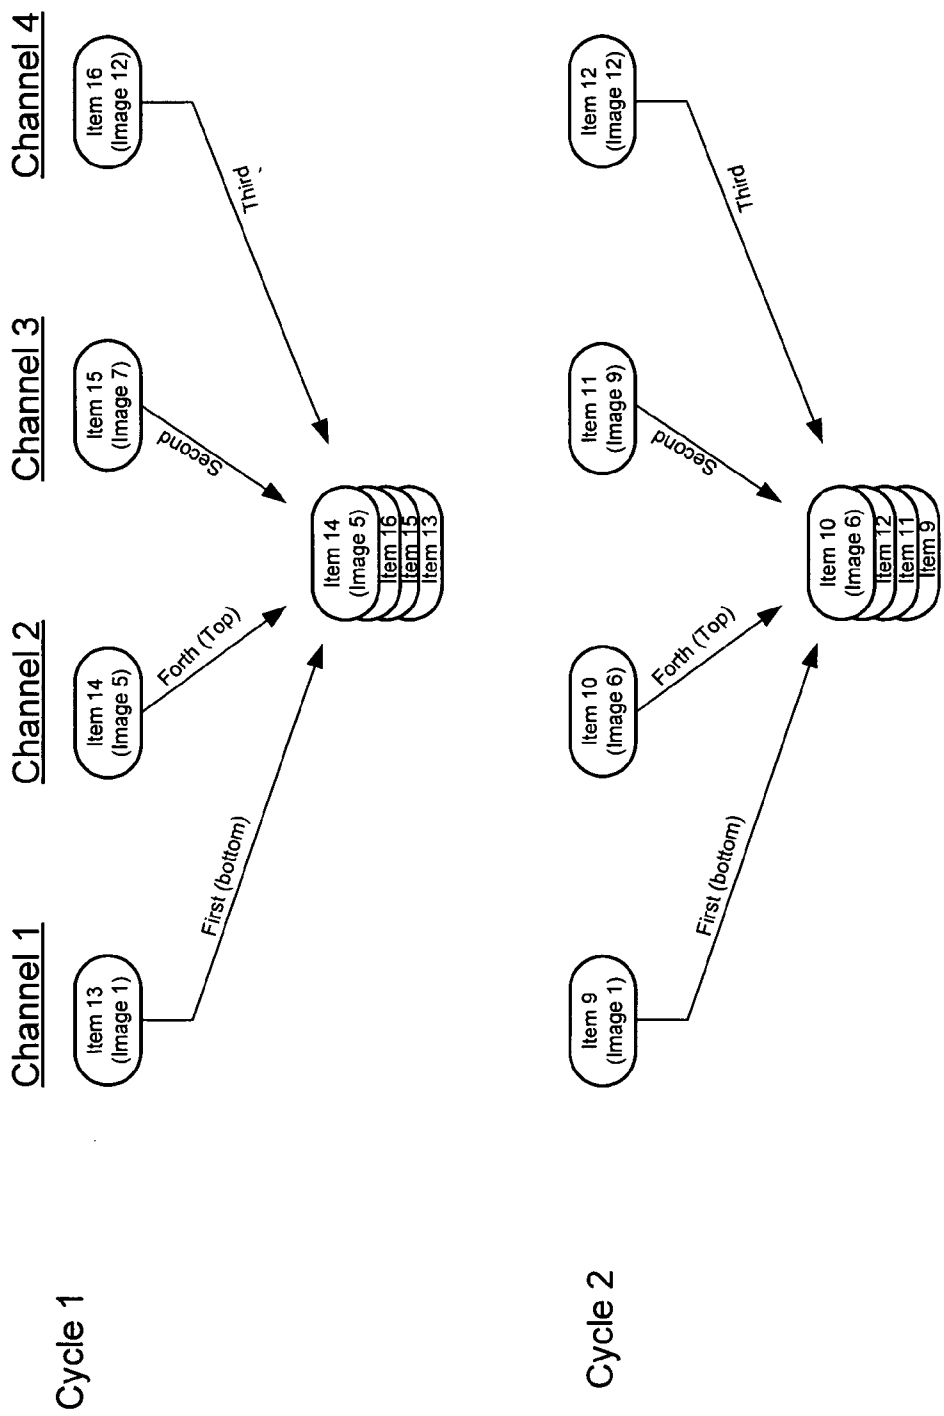 Channel 1
Channel 2
Channel 3
Channel 4
Cycle 1
Item 13
(Image 1)
Item 14
(Image 5)
Item 15
(Image 7)
Item 16
(Image 12)
First (bottom)
Forth (Top)
Second
Third
Item 14
(Image 5)
Item 16
Item 15
Item 13
Cycle 2
Item 9
(Image 1)
Item 10
(Image 6)
Item 11
(Image 9)
Item 12
(Image 12)
First (bottom)
Forth (Top)
Second
Third
Item 10
(Image 6)
Item 12
Item 11
Item 9